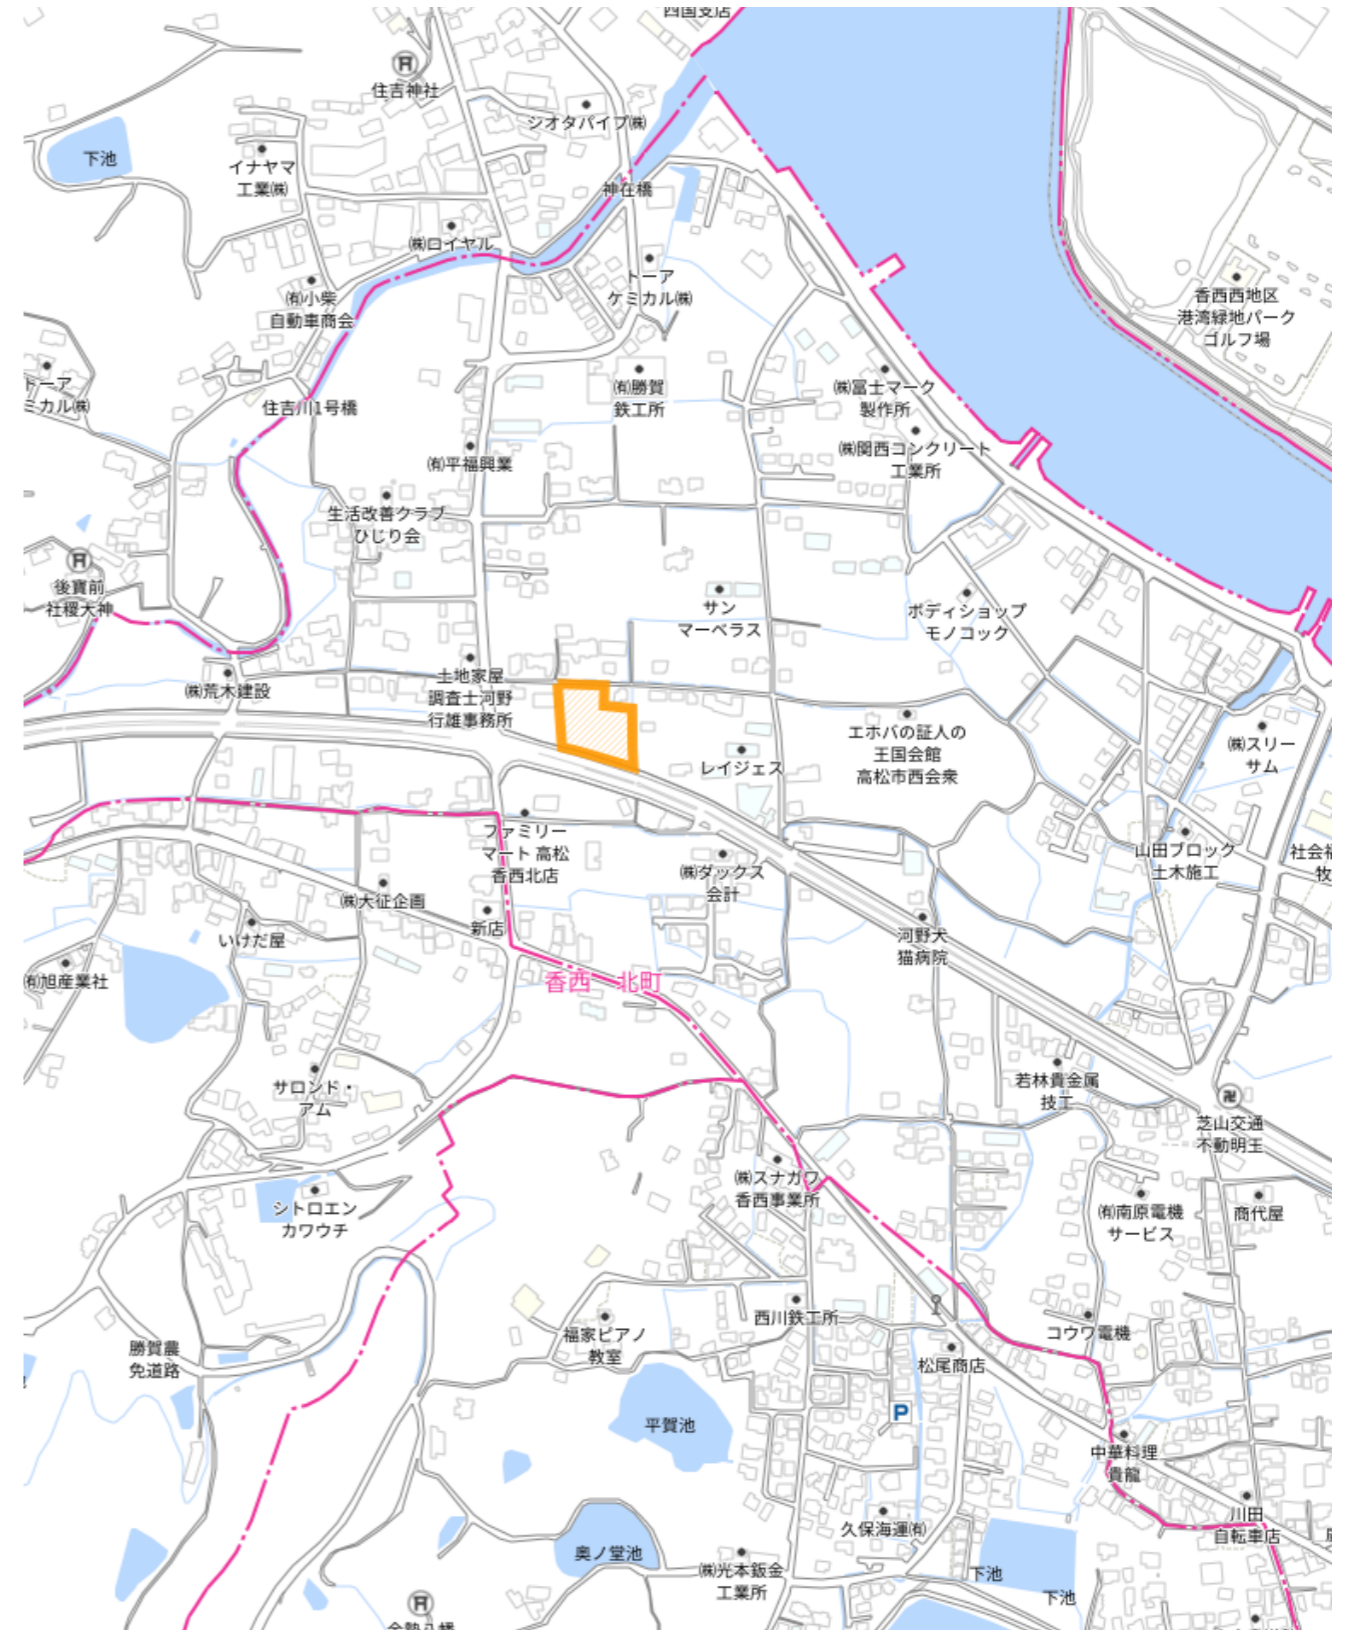 四国支店
住吉神社
シオタパイプ㈱
下池
イナヤマ
工業㈱
神在橋
㈱ロイヤル
トーア
ケミカル㈱
㈲小柴
自動車商会
香西西地区
港湾緑地パーク
ゴルフ場
トーア
ミカル㈱
住吉川1号橋
㈲勝賀
鉄工所
㈱冨士マーク
製作所
㈱関西コンクリート
工業所
㈲平福興業
生活改善クラブ
ひじり会
後寶前
社稷大神
サン
マーベラス
ボディショップ
モノコック
㈱荒木建設
土地家屋
調査士河野
行雄事務所
エホバの証人の
王国会館
高松市西会衆
㈱スリー
サム
レイジェス
ファミリー
マート 高松
香西北店
㈱ダックス
会計
山田ブロック
土木施工
社会福
牧
㈱大征企画
新店
いけだ屋
河野犬
猫病院
㈲旭産業社
香西 北町
サロンド・
アム
若林貴金属
技工
芝山交通
不動明王
㈱スナガワ
香西事業所
シトロエン
カワウチ
㈲南原電機
サービス
商代屋
西川鉄工所
福家ピアノ
教室
コウワ電機
勝賀農
免道路
松尾商店
平賀池
P
中華料理
貴龍
久保海運㈲
川田
自転車店
奥ノ堂池
㈱光本鈑金
工業所
下池
下池